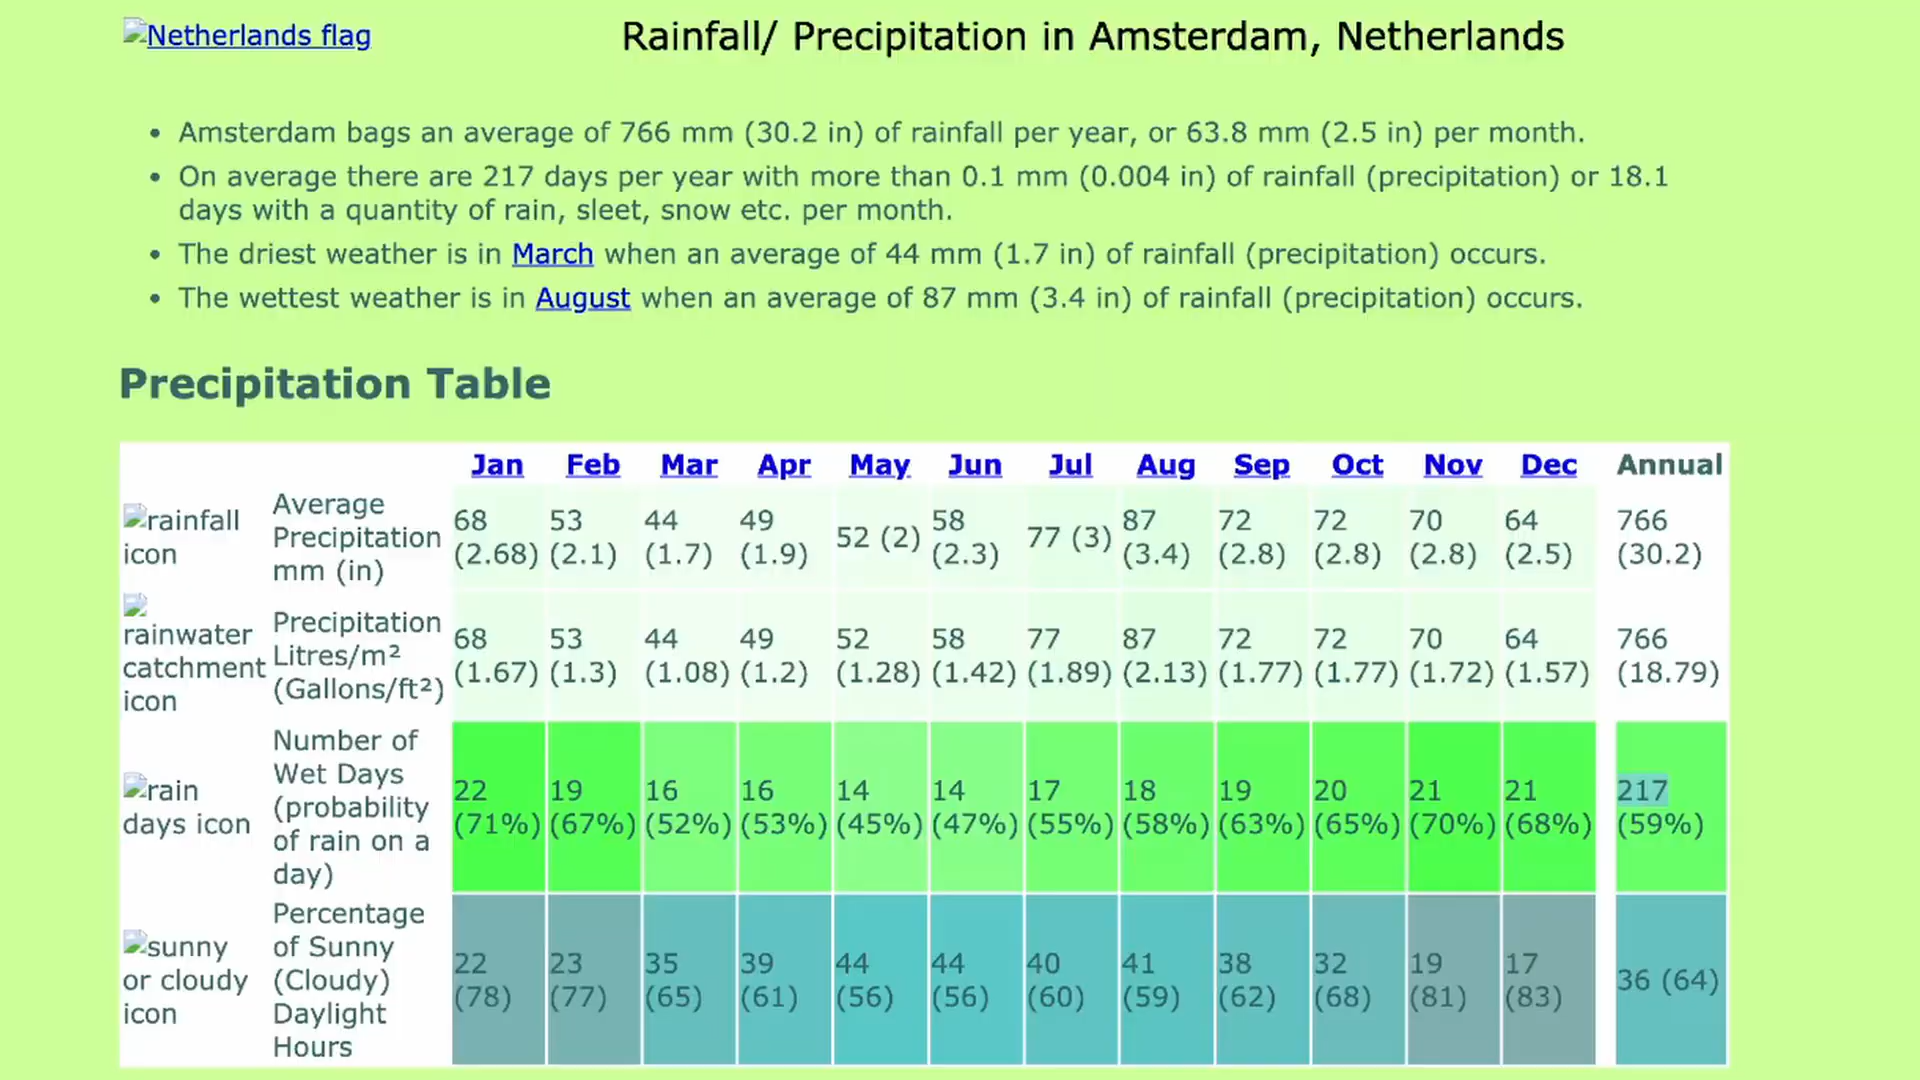 Netherlands flag
Rainfall/ Precipitation in Amsterdam, Netherlands
• Amsterdam bags an average of 766 mm (30.2 in) of rainfall per year, or 63.8 mm (2.5 in) per month.
• On average there are 217 days per year with more than 0.1 mm (0.004 in) of rainfall (precipitation) or 18.1
days with a quantity of rain, sleet, snow etc. per month.
• The driest weather is in March when an average of 44 mm (1.7 in) of rainfall (precipitation) occurs.
• The wettest weather is in August when an average of 87 mm (3.4 in) of rainfall (precipitation) occurs.
Precipitation Table
Jan Feb Mar Apr May Jun Jul Aug Sep Oct Nov Dec Annual
rainfall
icon
Average
Precipitation
mm (in)
68 53 44 49 52 (2) 58 77 (3) 87 72 72 70 64 766
(2.68) (2.1) (1.7) (1.9) (2.3) (3.4) (2.8) (2.8) (2.8) (2.5) (30.2)
rainwater
catchment
icon
Precipitation
Litres/m²
(Gallons/ft²)
68 53 44 49 52 58 77 87 72 72 70 64 766
(1.67) (1.3) (1.08) (1.2) (1.28) (1.42) (1.89) (2.13) (1.77) (1.77) (1.72) (1.57) (18.79)
rain
days icon
Number of
Wet Days
(probability
of rain on a
day)
22 19 16 16 14 14 17 18 19 20 21 21 217
(71%) (67%) (52%) (53%) (45%) (47%) (55%) (58%) (63%) (65%) (70%) (68%) (59%)
sunny
or cloudy
icon
Percentage
of Sunny
(Cloudy)
Daylight
Hours
22 23 35 39 44 44 40 41 38 32 19 17 36 (64)
(78) (77) (65) (61) (56) (56) (60) (59) (62) (68) (81) (83)